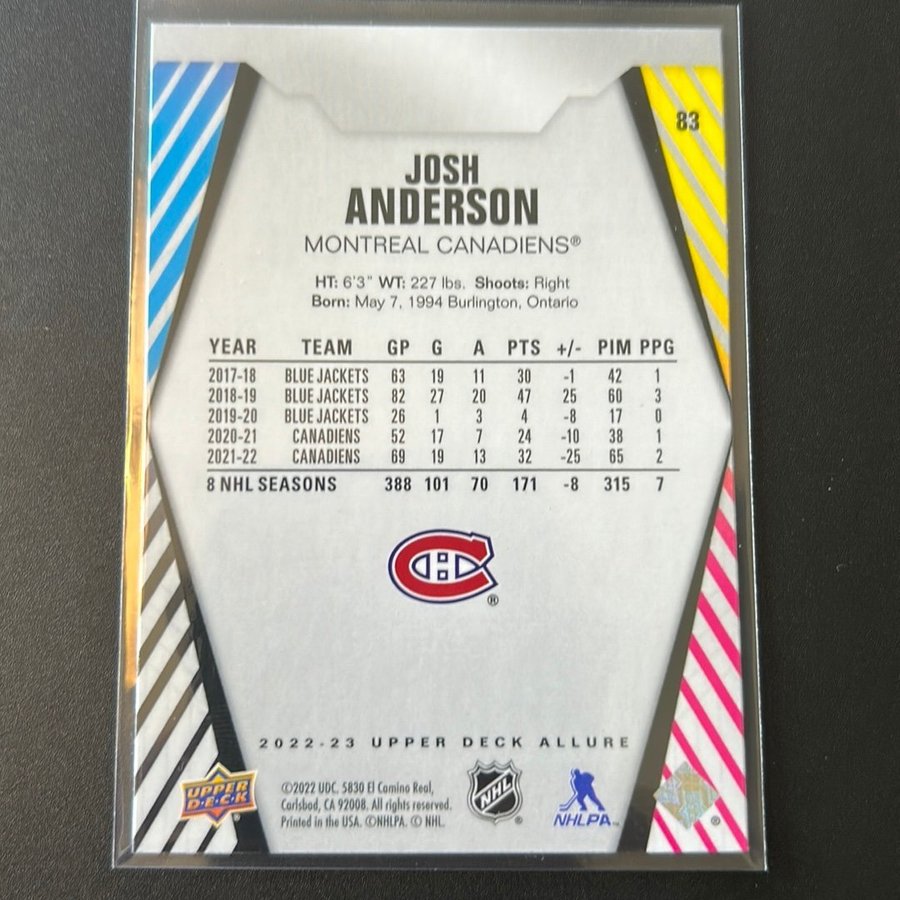 83
JOSH
ANDERSON
MONTREAL CANADIENS®
HT: 6'3" WT: 227 lbs. Shoots: Right
Born: May 7, 1994 Burlington, Ontario
YEAR TEAM GP G A PTS +/- PIM PPG
2017-18 BLUE JACKETS 63 19 11 30 -1 42 1
2018-19 BLUE JACKETS 82 27 20 47 25 60 3
2019-20 BLUE JACKETS 26 1 3 4 -8 17 0
2020-21 CANADIENS 52 17 7 24 -10 38 1
2021-22 CANADIENS 69 19 13 32 -25 65 2
8 NHL SEASONS 388 101 70 171 -8 315 7
CH
®
2022-23 UPPER DECK ALLURE
UPPER
DECK
©2022 UDC. 5830 El Camino Real,
Carlsbad, CA 92008. All rights reserved.
Printed in the USA. ©NHLPA. © NHL.
NHL
®
NHLPA™
®